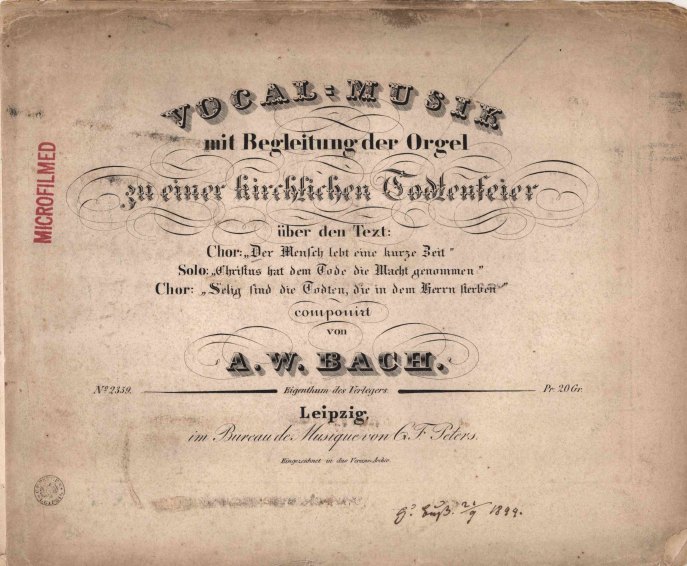 VOCAL=MUSIK
mit Begleitung der Orgel
zu einer kirchlichen Todtenfeier
über den Text:
Chor: „Der Mensch lebt eine kurze Zeit"
Solo: „Christus hat dem Tode die Macht genommen"
Chor: „Selig sind die Todten, die in dem Herrn sterben"
componirt
von
A. W. BACH.
No 2359. Eigenthum des Verlegers. Pr. 20 Gr.
Leipzig,
im Bureau de Musique von C. F. Peters.
Eingezeichnet in das Vereins-Archiv.
MICROFILMED